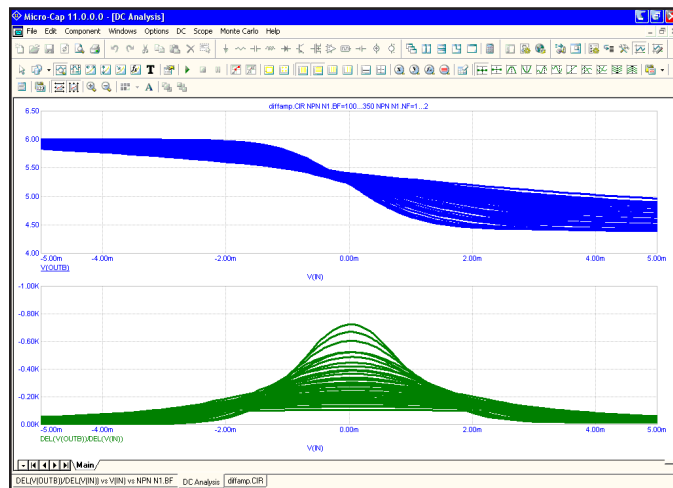 Micro-Cap 11.0.0.0 - [DC Analysis]
File Edit Component Windows Options DC Scope Monte Carlo Help
T
A
diffamp.CIR NPN N1.BF=100...350 NPN N1.NF=1...2
6.50
6.00
5.50
5.00
4.50
4.00
-5.00m -4.00m -2.00m 0.00m 2.00m 4.00m 5.00m
V(OUTB)
V(IN)
-1.00K
-0.80K
-0.60K
-0.40K
-0.20K
0.00K
-5.00m -4.00m -2.00m 0.00m 2.00m 4.00m 5.00m
DEL(V(OUTB))/DEL(V(IN))
V(IN)
Main
DEL(V(OUTB))/DEL(V(IN)) vs V(IN) vs NPN N1.BF DC Analysis diffamp.CIR